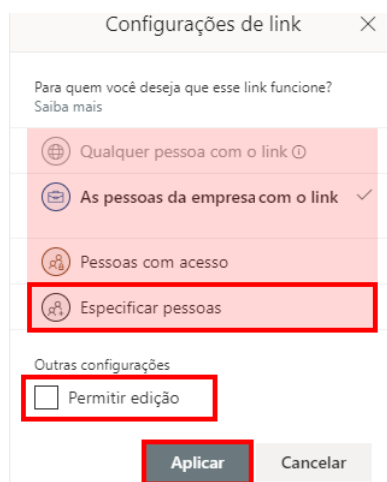 Configurações de link
Para quem você deseja que esse link funcione?
Saiba mais
Qualquer pessoa com o link
As pessoas da empresa com o link
Pessoas com acesso
Especificar pessoas
Outras configurações
Permitir edição
Aplicar Cancelar